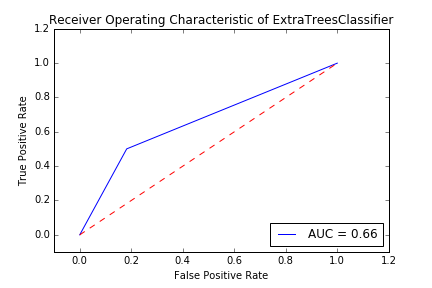 Receiver Operating Characteristic of ExtraTreesClassifier
1.2
1.0
0.8
0.6
0.4
0.2
0.0
True Positive Rate
AUC = 0.66
0.0 0.2 0.4 0.6 0.8 1.0 1.2
False Positive Rate